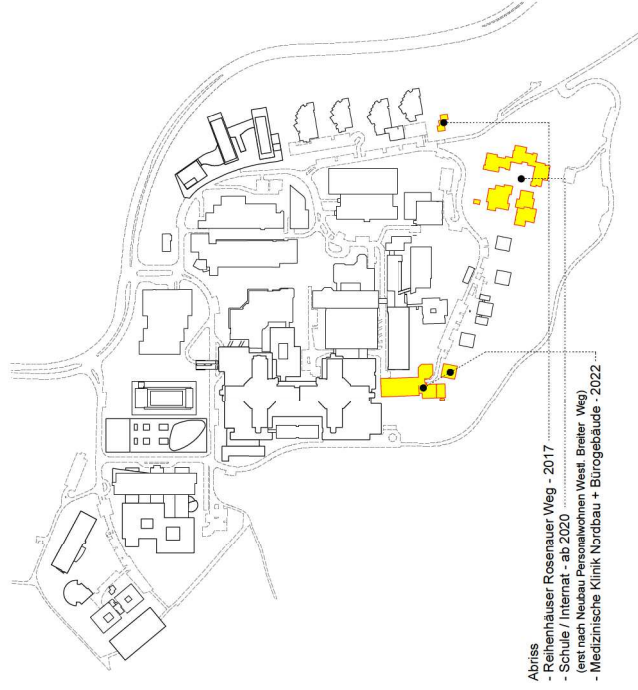 Abriss
- Reihenhäuser Rosenauer Weg - 2017
- Schule / Internat - ab 2020
(erst nach Neubau Personalwohnen Westl. Breiter Weg)
- Medizinische Klinik Nordbau + Bürogebäude - 2022